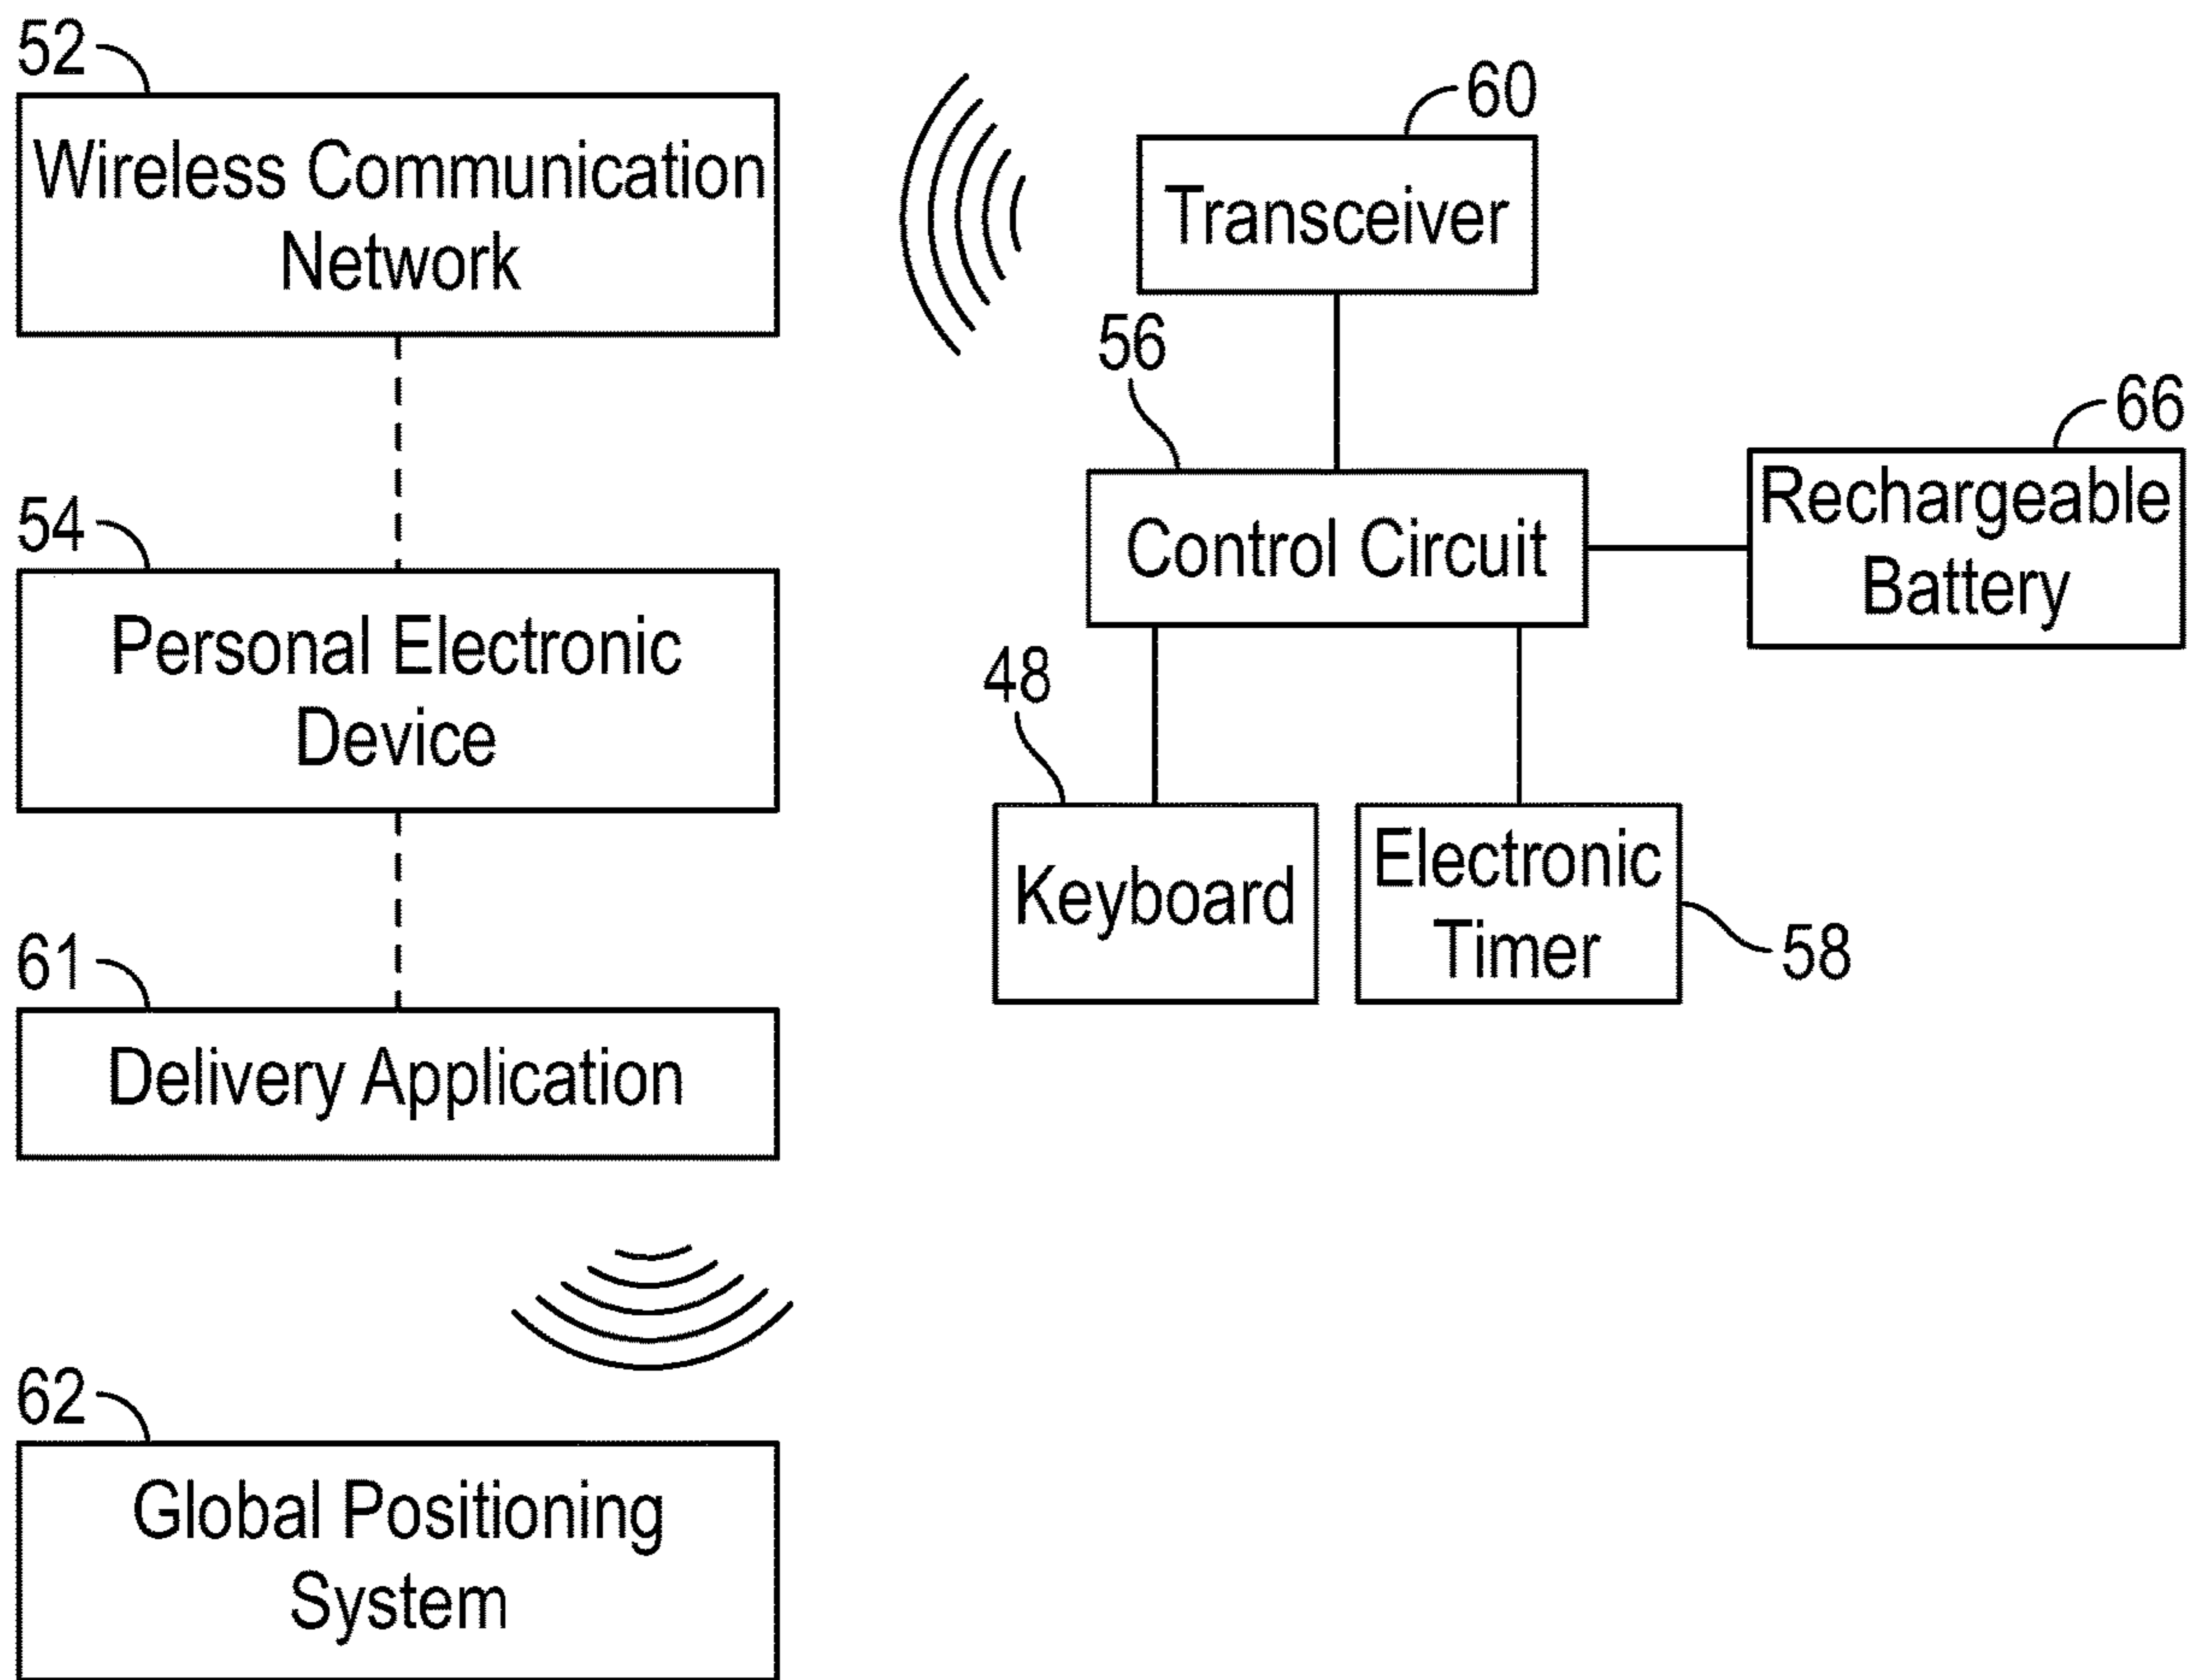 52
Wireless Communication
Network
54
Personal Electronic
Device
61
Delivery Application
62
Global Positioning
System
60
Transceiver
56
Control Circuit
66
Rechargeable
Battery
48
Keyboard
Electronic
Timer
58